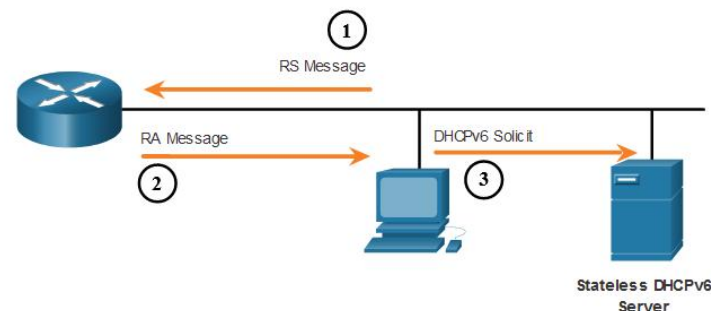 1
RS Message
RA Message
2
DHCPv6 Solicit
3
Stateless DHCPv6
Server